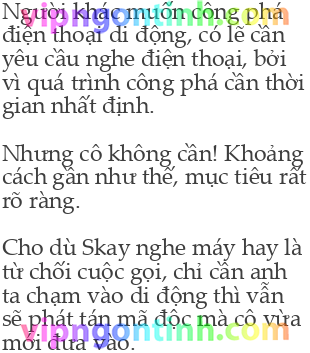 Người khác muốn công phá
điện thoại di động, có lẽ cần
yêu cầu nghe điện thoại, bởi
vì quá trình công phá cần thời
gian nhất định.
Nhưng cô không cần! Khoảng
cách gần như thế, mục tiêu rất
rõ ràng.
Cho dù Skay nghe máy hay là
từ chối cuộc gọi, chỉ cần anh
ta chạm vào di động thì vẫn
sẽ phát tán mã độc mà cô vừa
mới đưa vào.
vipngontinh.com
vipngontinh.com
vipngontinh.com
vipngontinh.com